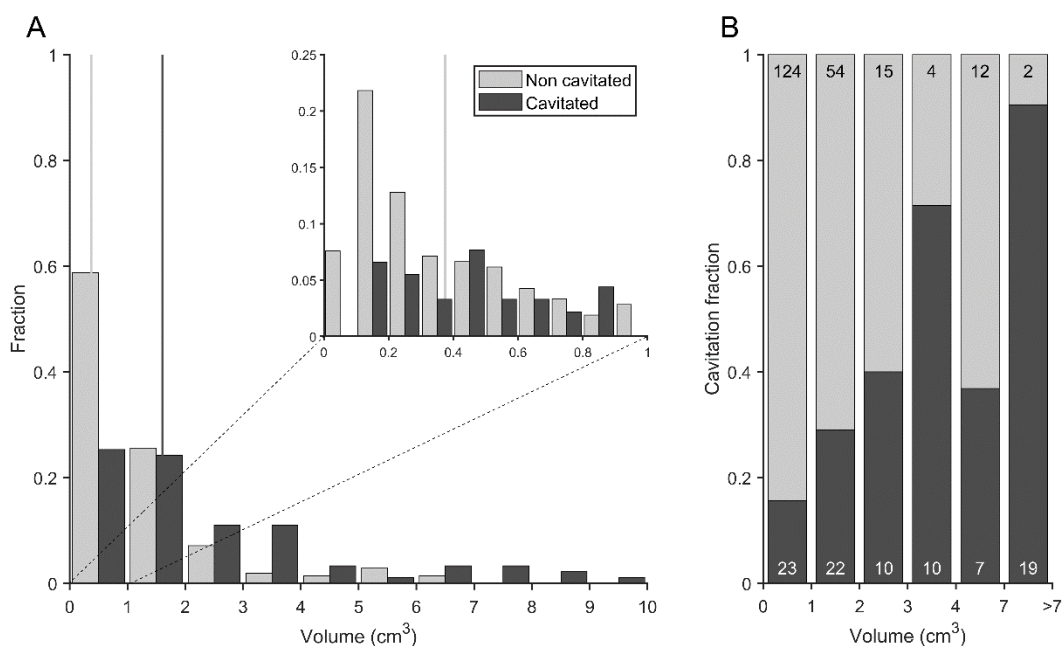 A
B
Fraction
1
0.8
0.6
0.4
0.2
0
0 1 2 3 4 5 6 7 8 9 10
Volume (cm3)
0.25
0.2
0.15
0.1
0.05
0
0 0.2 0.4 0.6 0.8 1
Non cavitated
Cavitated
Cavitation fraction
1
0.8
0.6
0.4
0.2
0
124 54 15 4 12 2
23 22 10 10 7 19
0 1 2 3 4 7 >7
Volume (cm3)